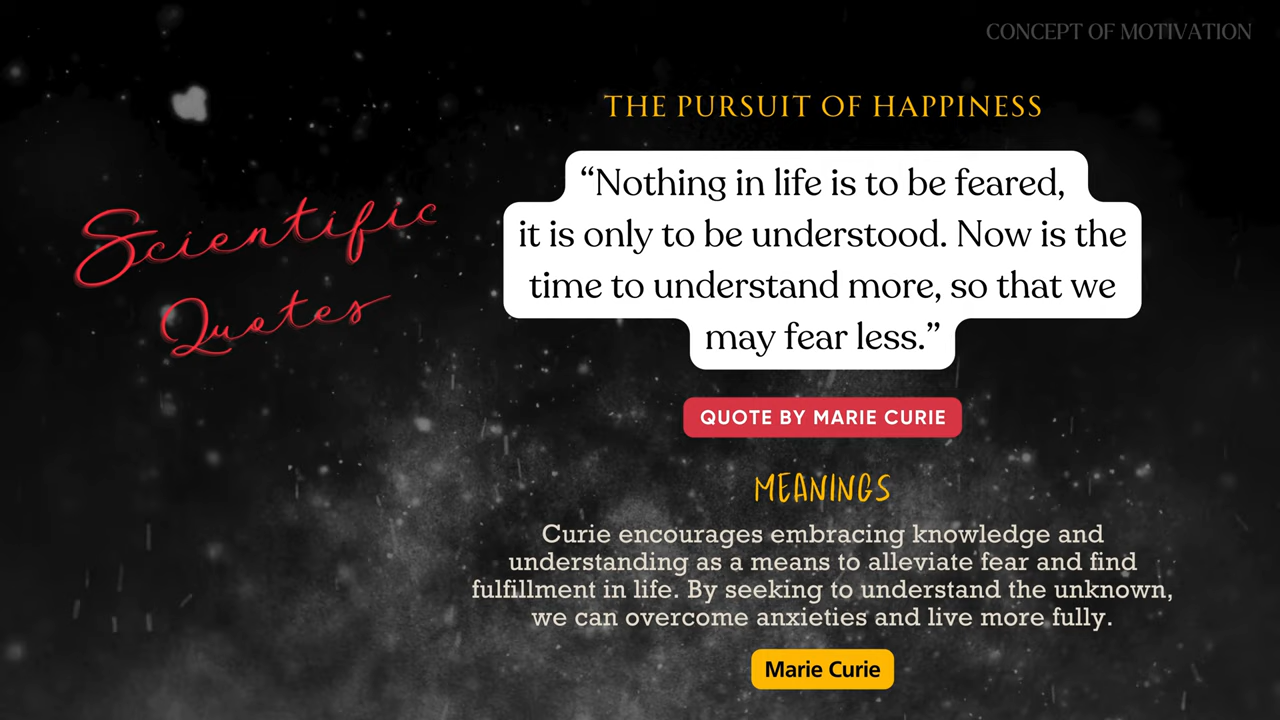 CONCEPT OF MOTIVATION
THE PURSUIT OF HAPPINESS
Scientific
Quotes
“Nothing in life is to be feared,
it is only to be understood. Now is the
time to understand more, so that we
may fear less.”
QUOTE BY MARIE CURIE
MEANINGS
Curie encourages embracing knowledge and
understanding as a means to alleviate fear and find
fulfillment in life. By seeking to understand the unknown,
we can overcome anxieties and live more fully.
Marie Curie